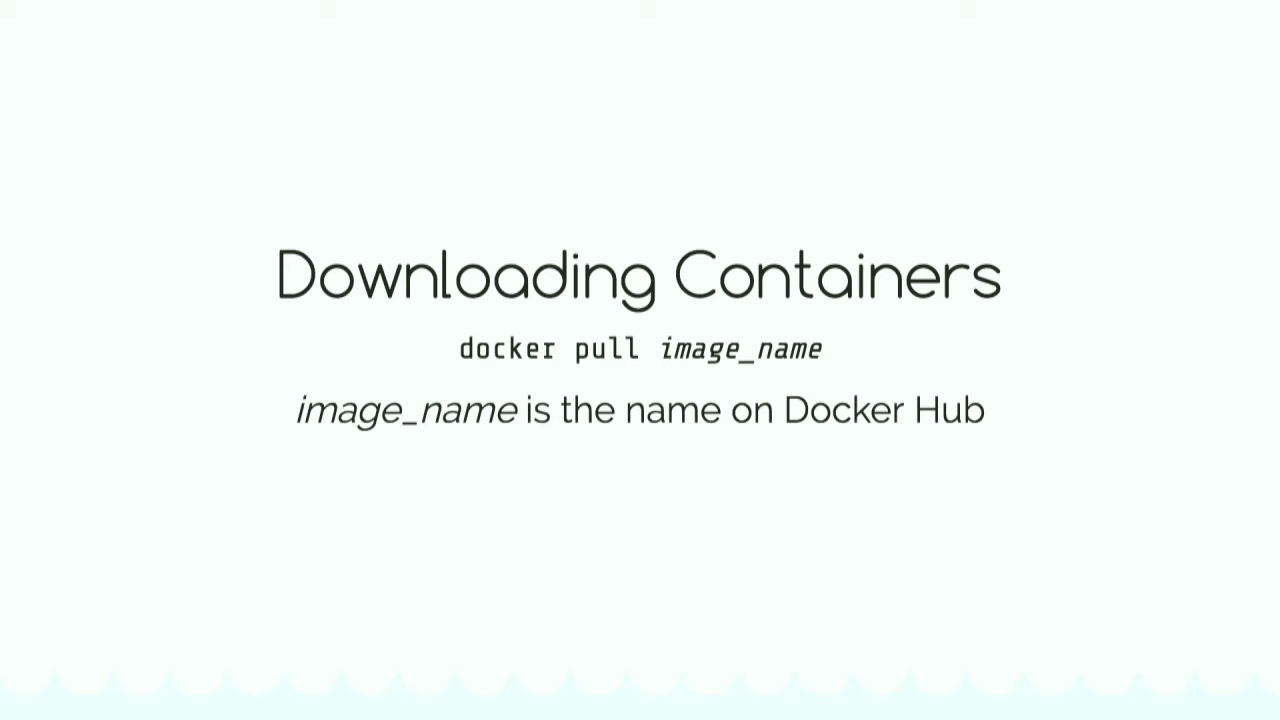 Downloading Containers
docker pull image_name
image_name is the name on Docker Hub